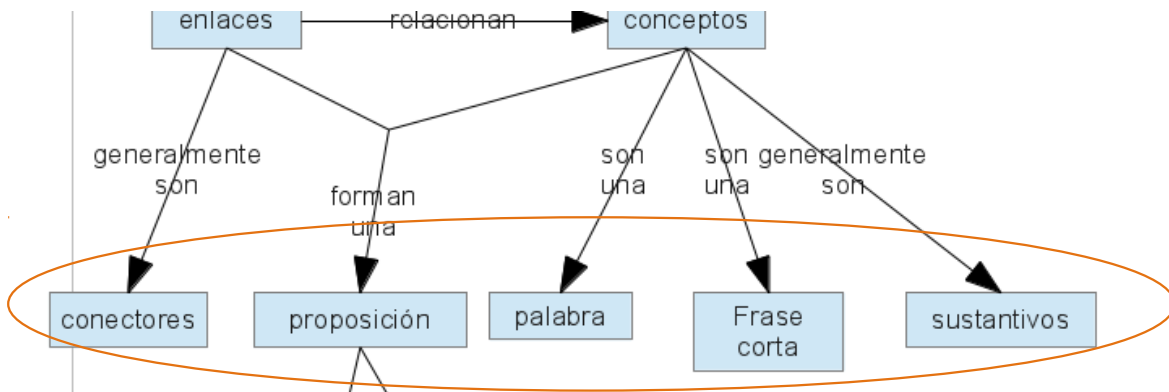 enlaces
relacionan
conceptos
generalmente
son
forman
una
son
una
son
una
generalmente
son
conectores
proposición
palabra
Frase
corta
sustantivos